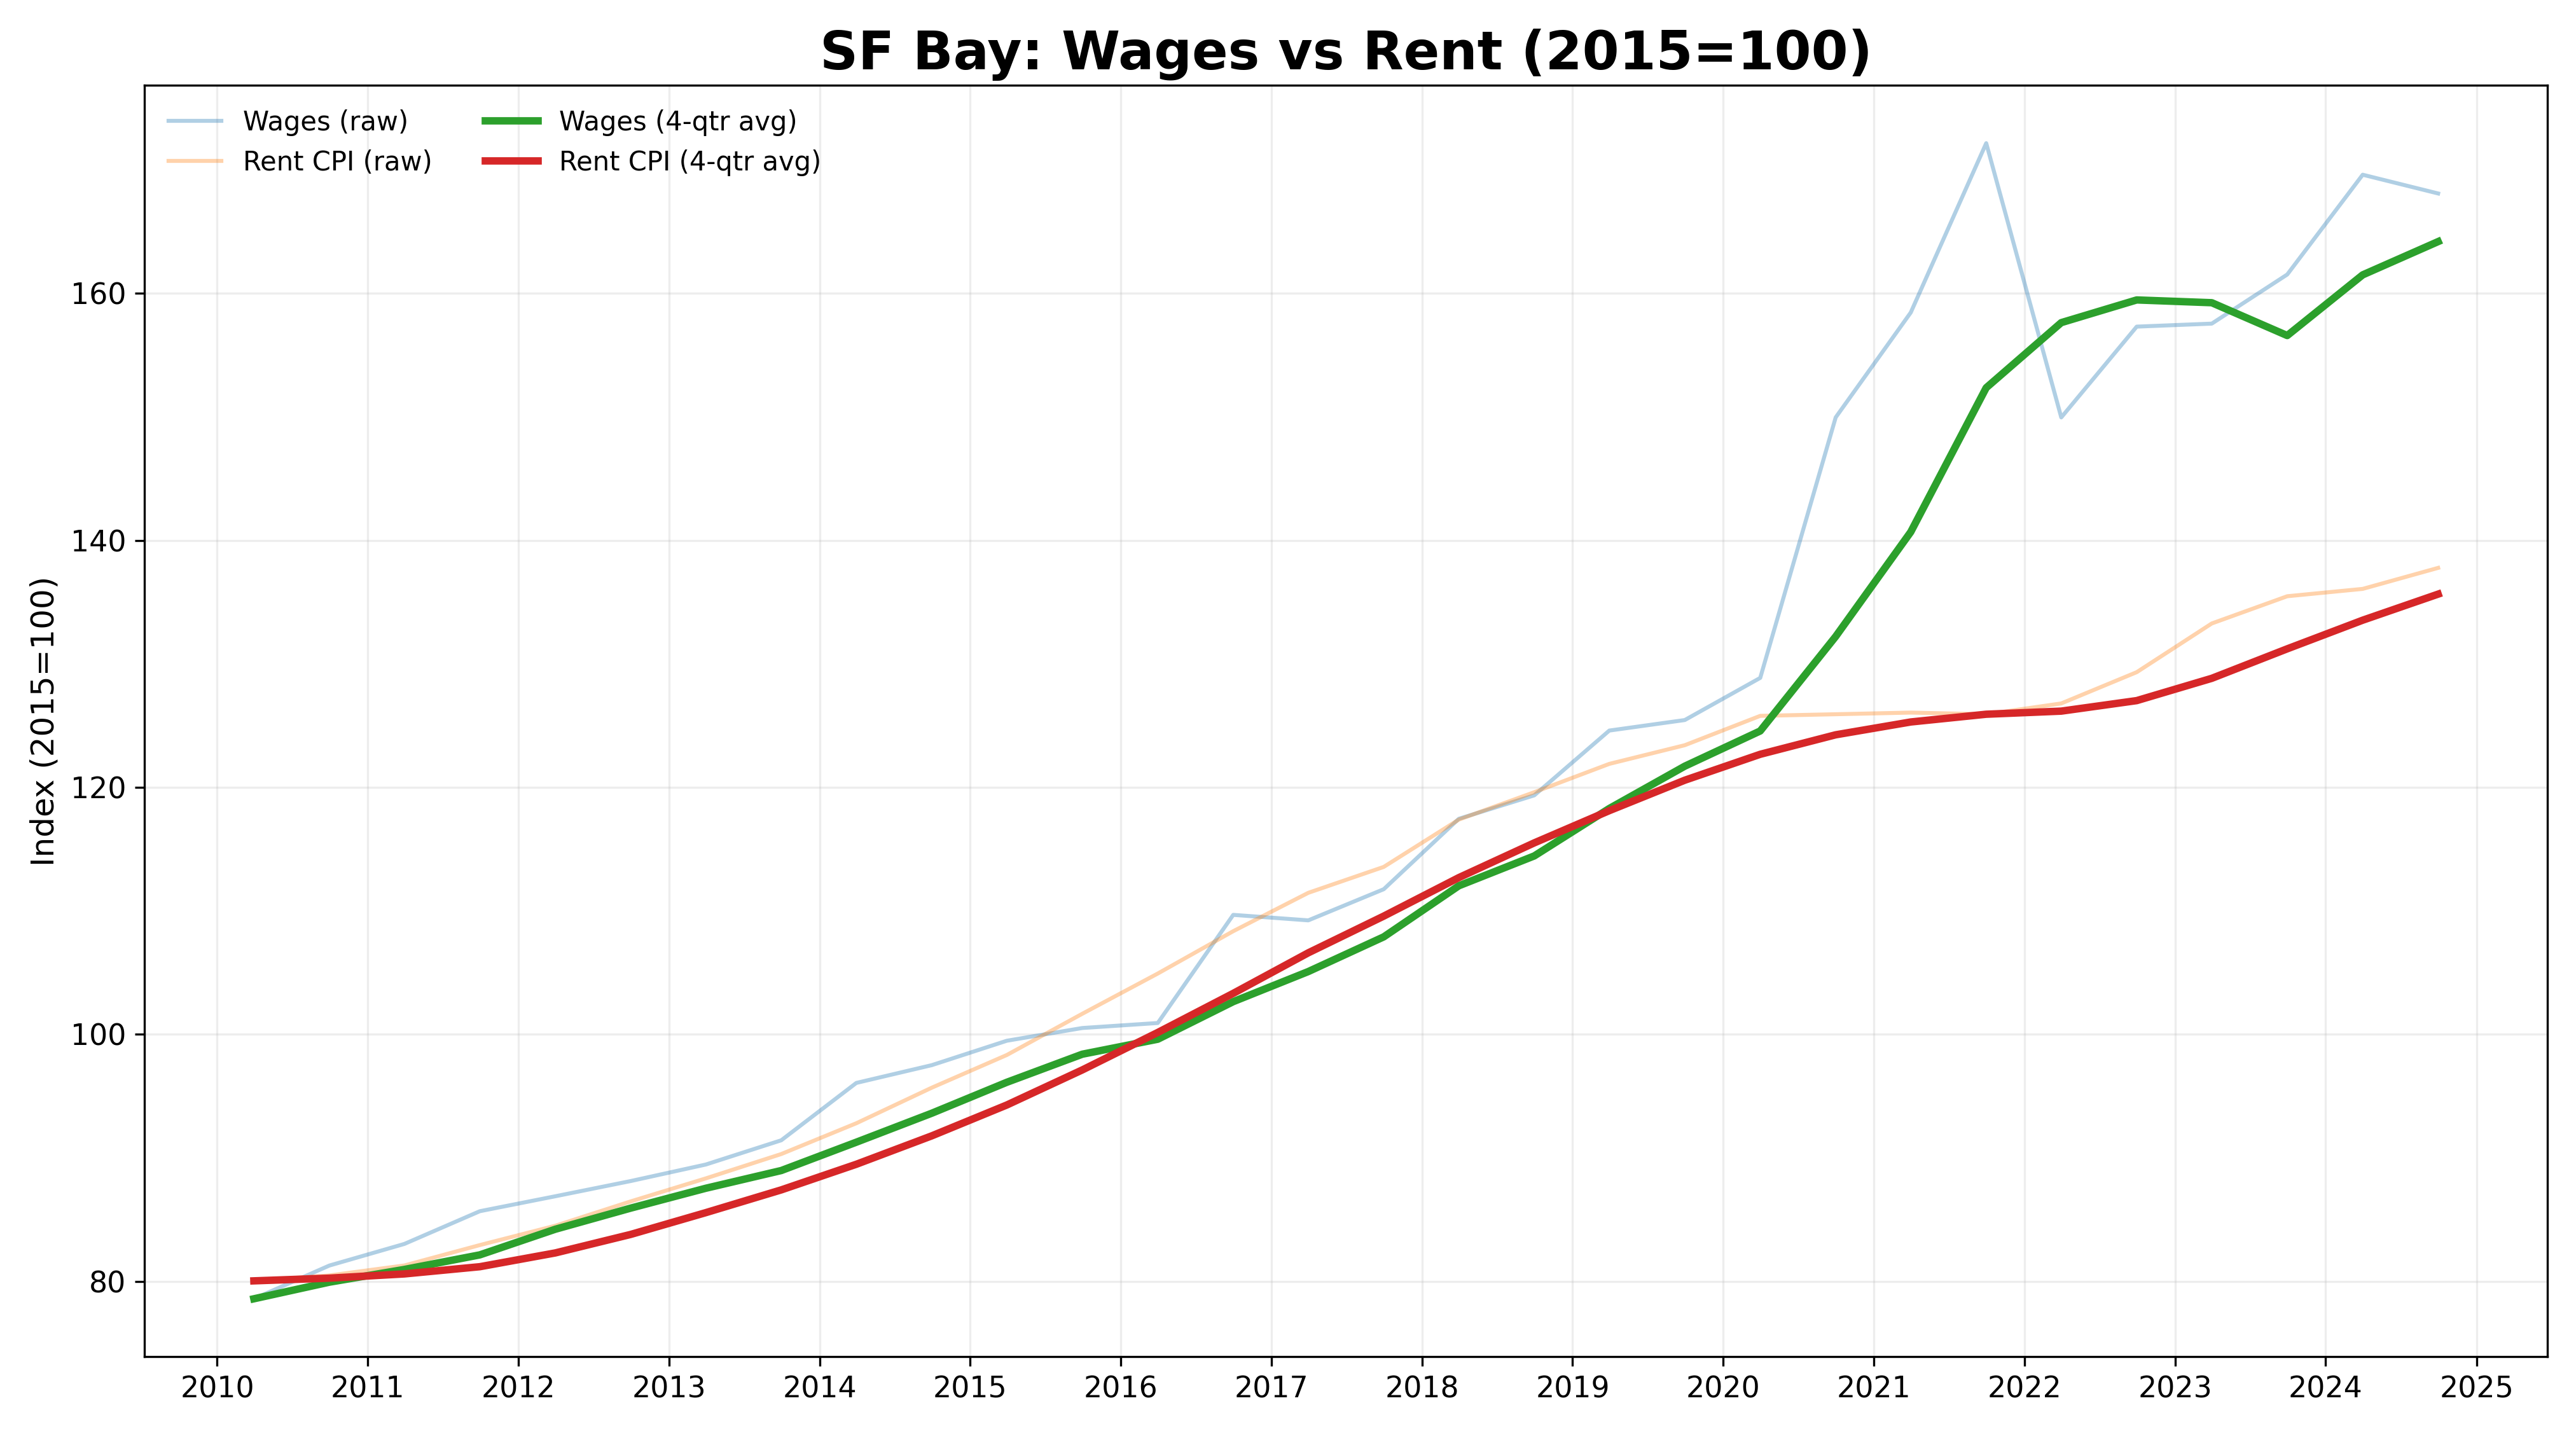 SF Bay: Wages vs Rent (2015=100)
Wages (raw)
Rent CPI (raw)
Wages (4-qtr avg)
Rent CPI (4-qtr avg)
Index (2015=100)
160
140
120
100
80
2010 2011 2012 2013 2014 2015 2016 2017 2018 2019 2020 2021 2022 2023 2024 2025